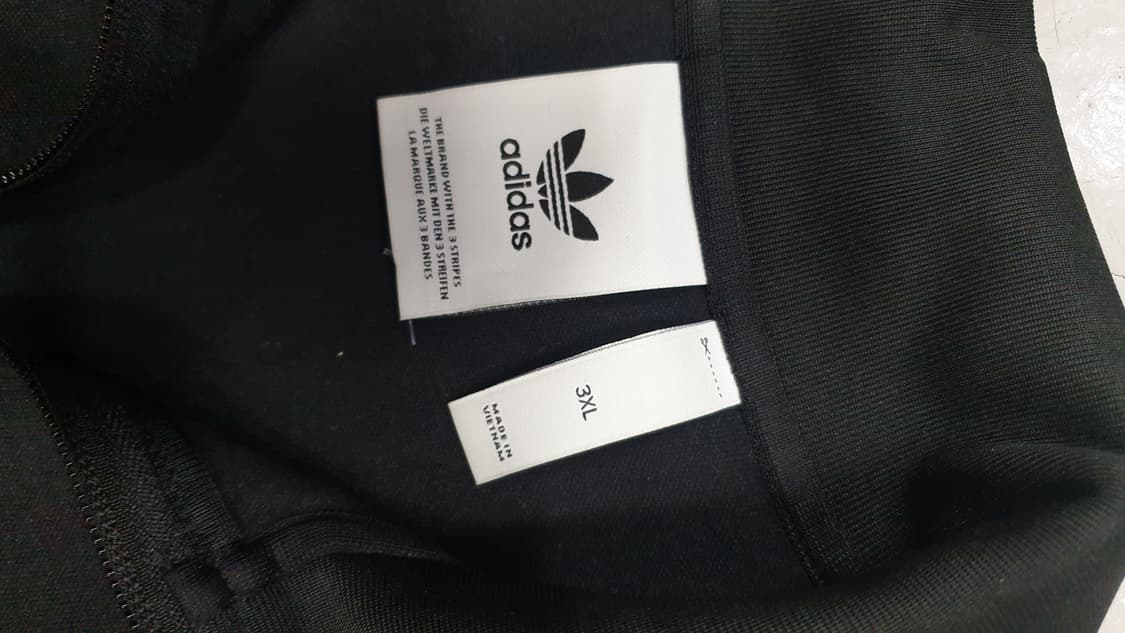 adidas
THE BRAND WITH THE 3 STRIPES
DIE WELTMARKE MIT DEN 3 STREIFEN
LA MARQUE AUX 3 BANDES
3XL
MADE IN
VIETNAM